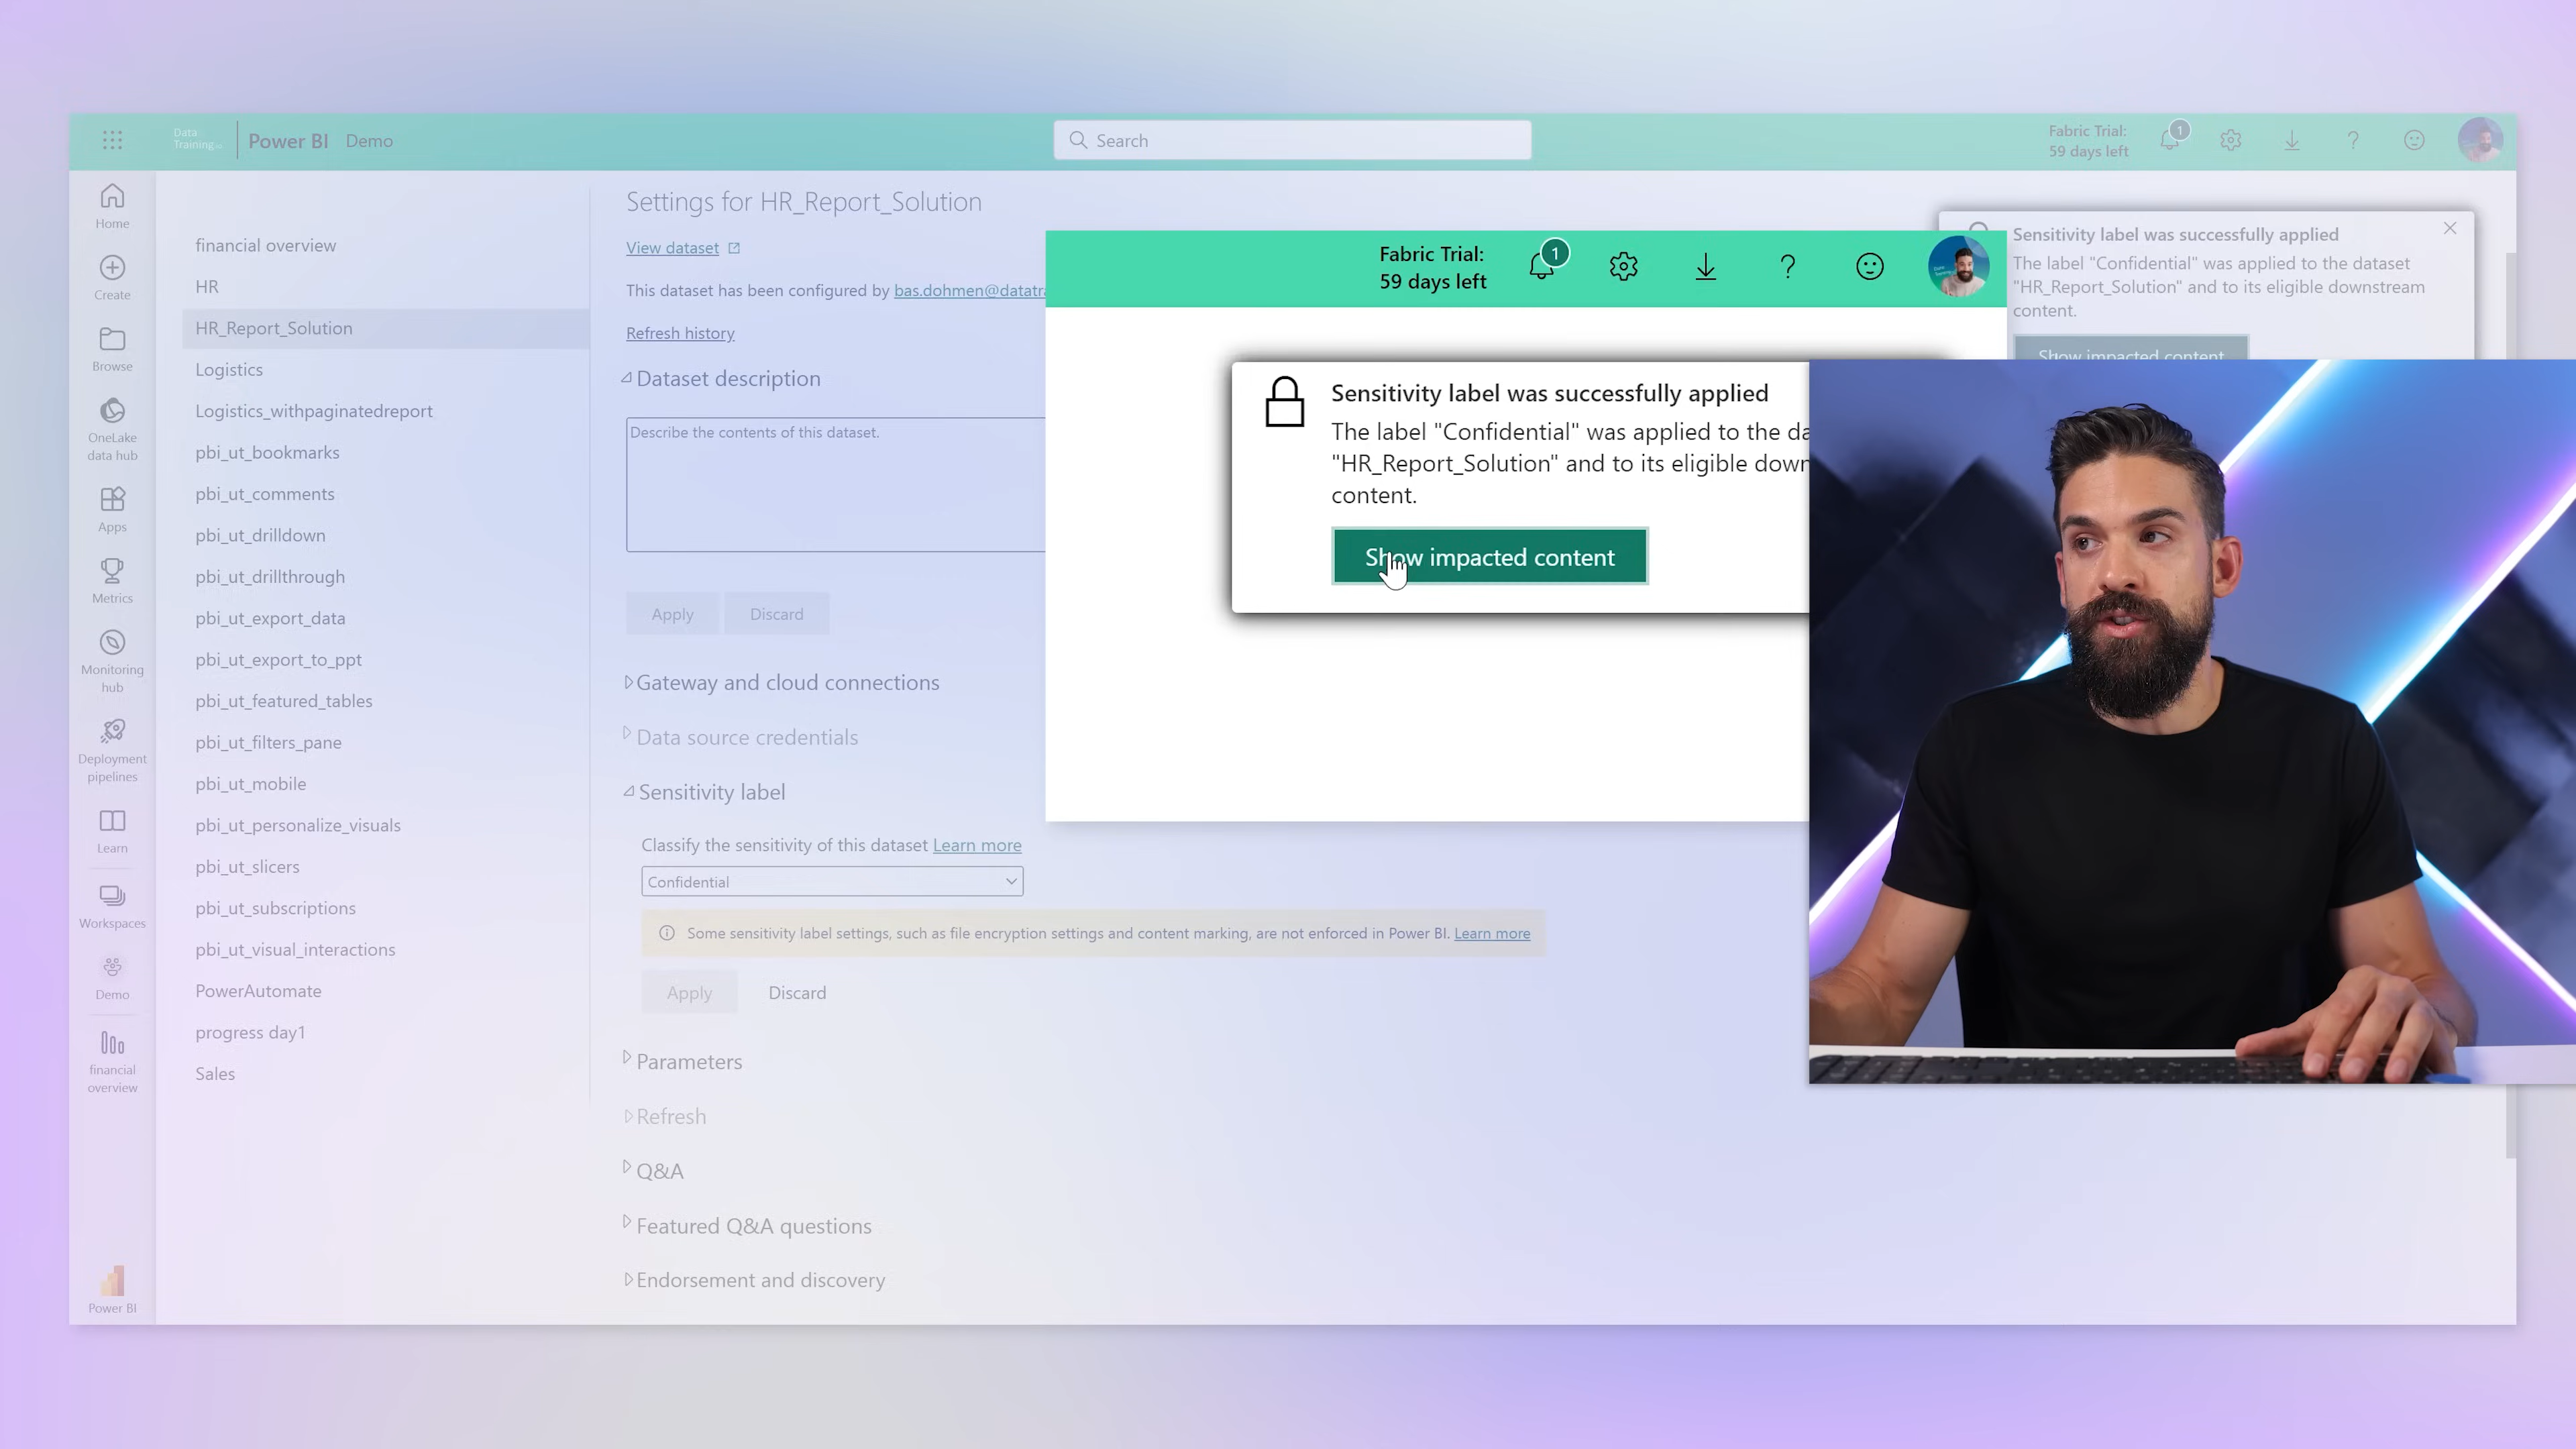 Data
Training
Power BI
Demo
Search
Fabric Trial:
59 days left
1
Home
Create
Browse
OneLake
data hub
Apps
Metrics
Monitoring
hub
Deployment
pipelines
Learn
Workspaces
Demo
financial
overview
Power BI
financial overview
HR
HR_Report_Solution
Logistics
Logistics_withpaginatedreport
pbi_ut_bookmarks
pbi_ut_comments
pbi_ut_drilldown
pbi_ut_drillthrough
pbi_ut_export_data
pbi_ut_export_to_ppt
pbi_ut_featured_tables
pbi_ut_filters_pane
pbi_ut_mobile
pbi_ut_personalize_visuals
pbi_ut_slicers
pbi_ut_subscriptions
pbi_ut_visual_interactions
PowerAutomate
progress day1
Sales
Settings for HR_Report_Solution
View dataset
This dataset has been configured by bas.dohmen@datatra
Refresh history
Dataset description
Describe the contents of this dataset.
Apply
Discard
Gateway and cloud connections
Data source credentials
Sensitivity label
Classify the sensitivity of this dataset Learn more
Confidential
Some sensitivity label settings, such as file encryption settings and content marking, are not enforced in Power BI. Learn more
Apply
Discard
Parameters
Refresh
Q&A
Featured Q&A questions
Endorsement and discovery
Fabric Trial:
59 days left
1
Sensitivity label was successfully applied
The label "Confidential" was applied to the da
"HR_Report_Solution" and to its eligible down
content.
Show impacted content
Sensitivity label was successfully applied
The label "Confidential" was applied to the dataset
"HR_Report_Solution" and to its eligible downstream
content.
Show impacted content